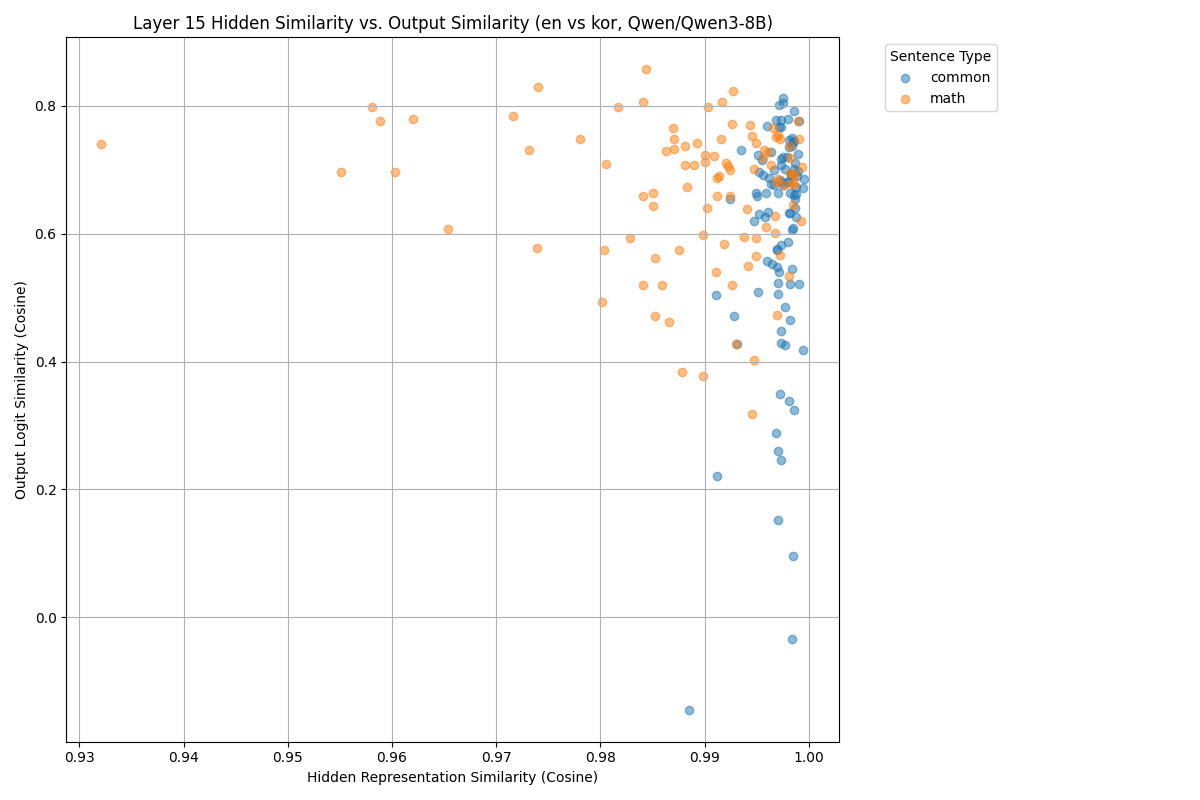 Layer 15 Hidden Similarity vs. Output Similarity (en vs kor, Qwen/Qwen3-8B)
Sentence Type
common
math
Output Logit Similarity (Cosine)
0.8
0.6
0.4
0.2
0.0
0.93 0.94 0.95 0.96 0.97 0.98 0.99 1.00
Hidden Representation Similarity (Cosine)